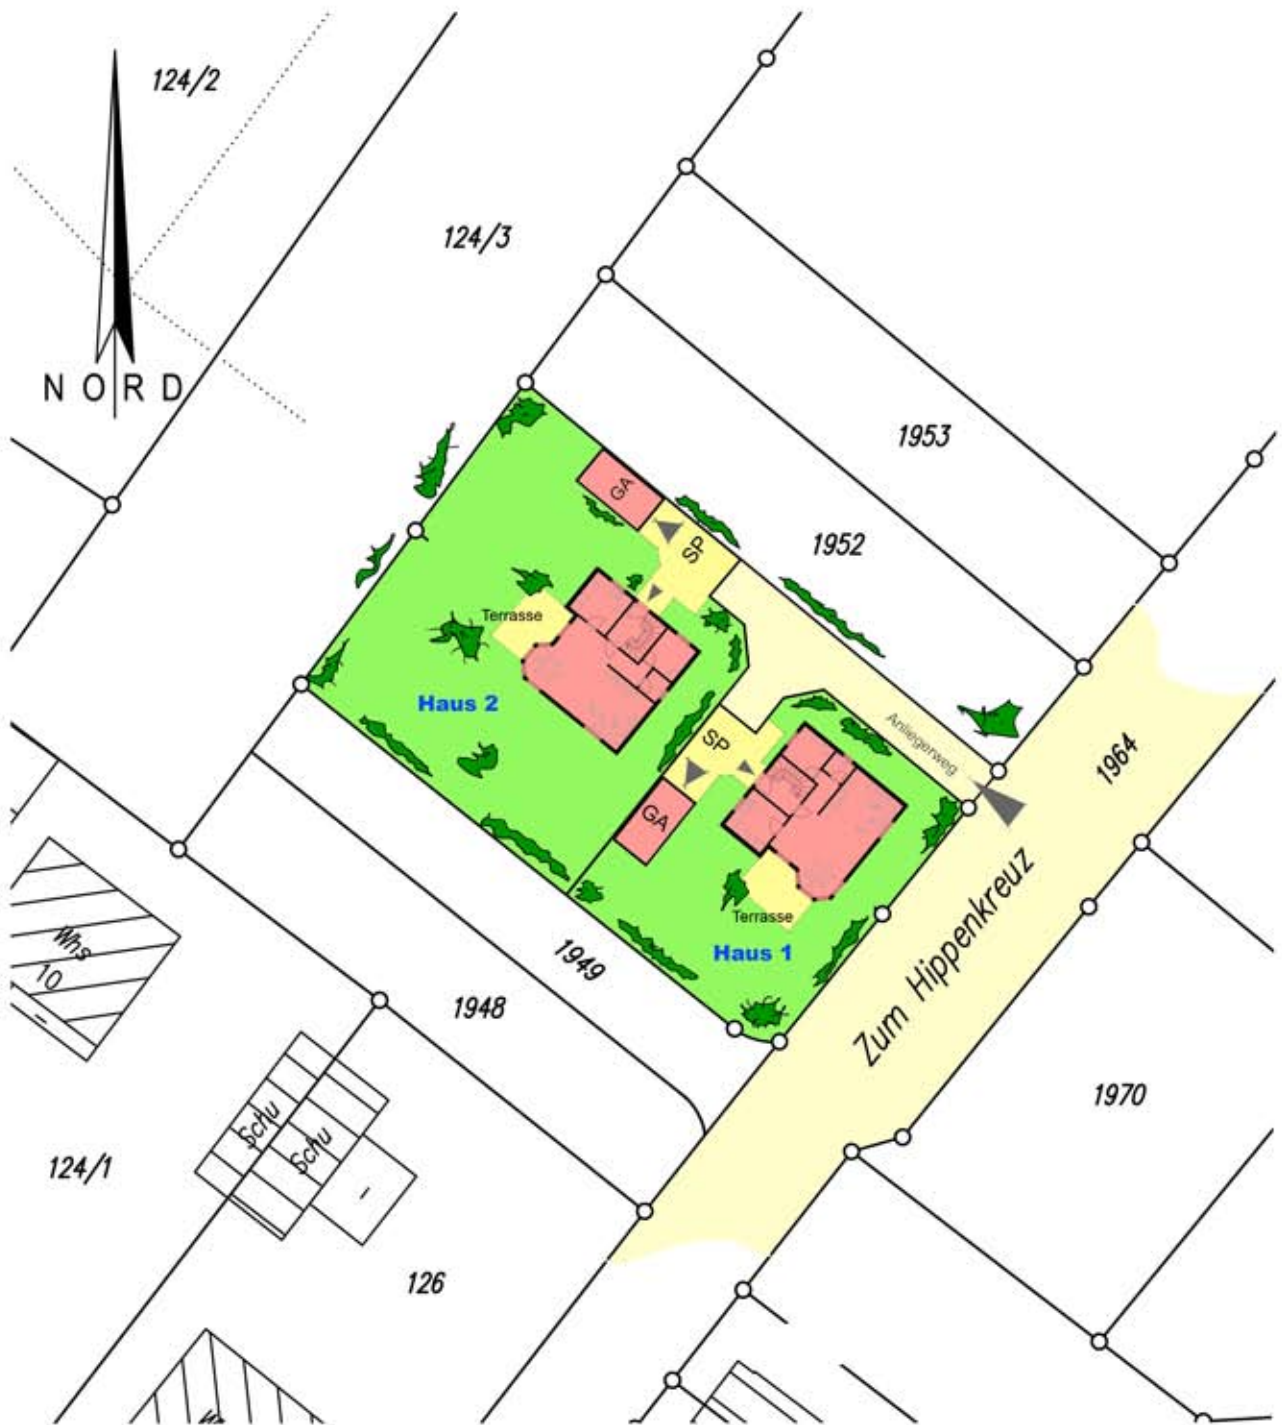 124/2
124/3
NORD
1953
GA
1952
SP
Terrasse
Haus 2
SP
Anliegerweg
1964
GA
Terrasse
Haus 1
Zum Hippenkreuz
Whs
10
1949
1948
1970
Schu
Schu
124/1
126